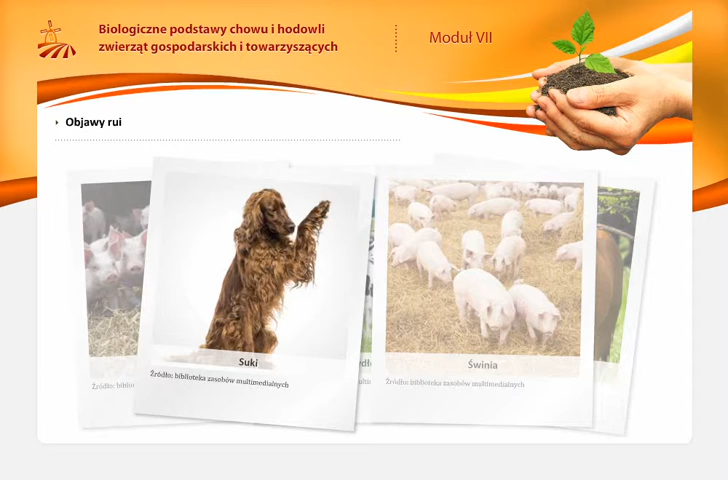 Biologiczne podstawy chowu i hodowli
zwierząt gospodarskich i towarzyszących
Moduł VII
Objawy rui
Suki
Źródło: biblioteka zasobów multimedialnych
Świnia
Źródło: biblioteka zasobów multimedialnych
Źródło: